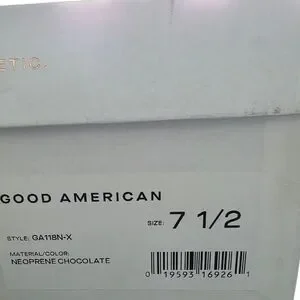 ETIC.
GOOD AMERICAN
SIZE: 7 1/2
STYLE: GA118N-X
MATERIAL/COLOR:
NEOPRENE CHOCOLATE
0 19593 16926 1